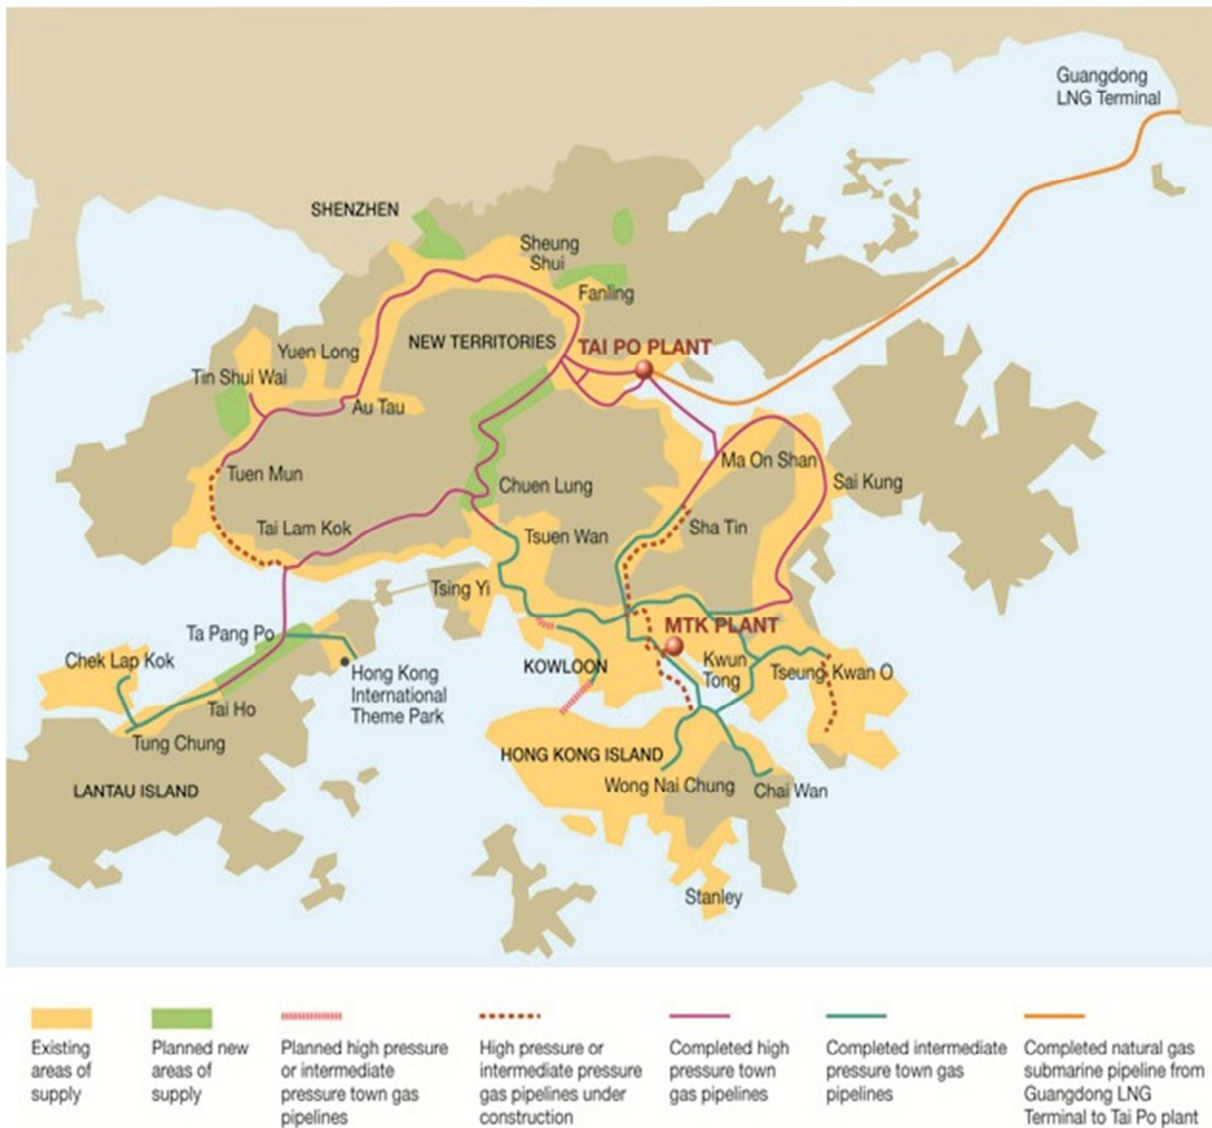 Guangdong
LNG Terminal
SHENZHEN
Sheung
Shui
Fanling
NEW TERRITORIES
TAI PO PLANT
Yuen Long
Tin Shui Wai
Au Tau
Ma On Shan
Tuen Mun
Chuen Lung
Sai Kung
Tai Lam Kok
Tsuen Wan
Sha Tin
Tsing Yi
Ta Pang Po
MTK PLANT
Chek Lap Kok
Hong Kong
International
Theme Park
KOWLOON
Kwun
Tong
Tseung Kwan O
Tai Ho
Tung Chung
HONG KONG ISLAND
LANTAU ISLAND
Wong Nai Chung
Chai Wan
Stanley
Existing
areas of
supply
Planned new
areas of
supply
Planned high pressure
or intermediate
pressure town gas
pipelines
High pressure or
intermediate pressure
gas pipelines under
construction
Completed high
pressure town
gas pipelines
Completed intermediate
pressure town gas
pipelines
Completed natural gas
submarine pipeline from
Guangdong LNG
Terminal to Tai Po plant